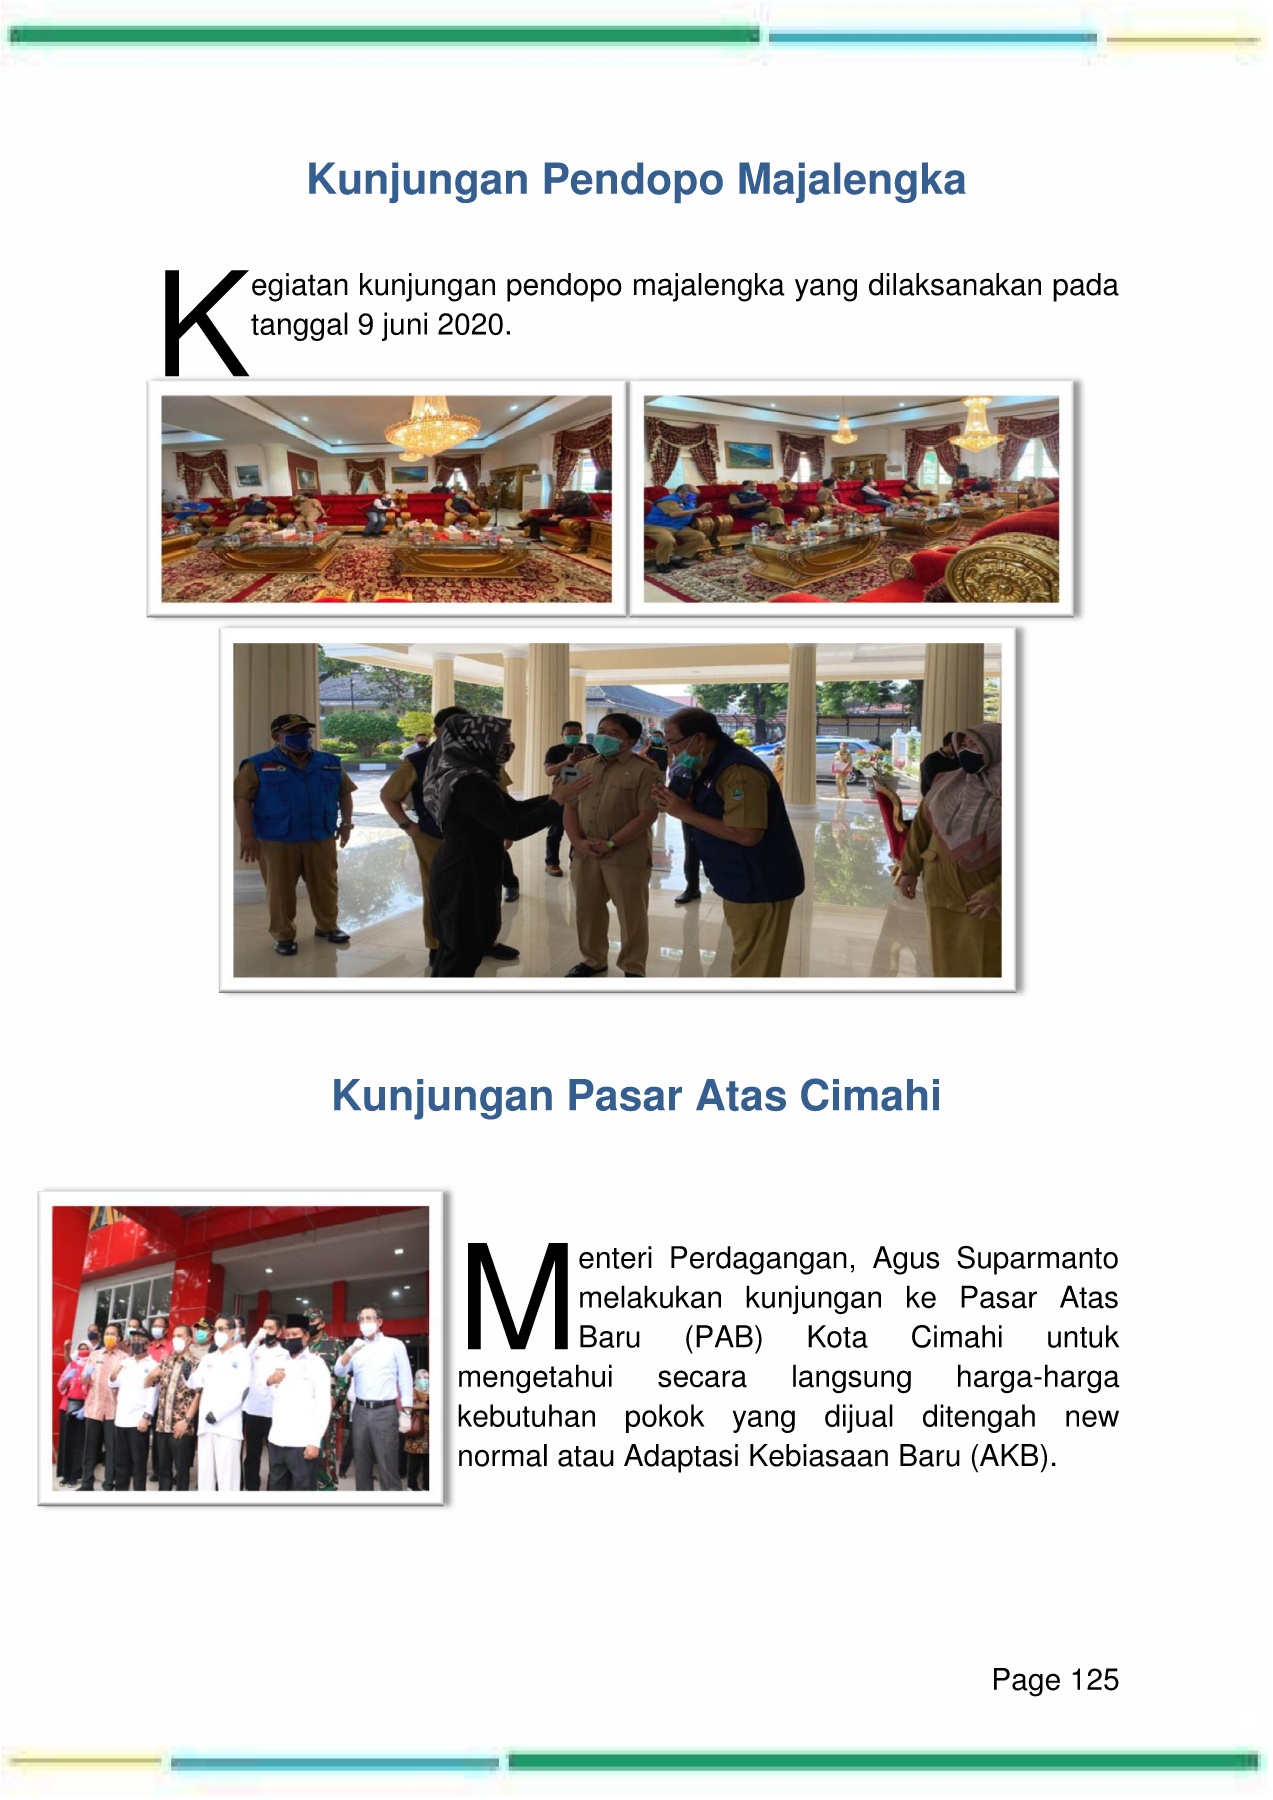 Kunjungan Pendopo Majalengka
Kegiatan kunjungan pendopo majalengka yang dilaksanakan pada
tanggal 9 juni 2020.
Kunjungan Pasar Atas Cimahi
Menteri Perdagangan, Agus Suparmanto
melakukan kunjungan ke Pasar Atas
Baru (PAB) Kota Cimahi untuk
mengetahui secara langsung harga-harga
kebutuhan pokok yang dijual ditengah new
normal atau Adaptasi Kebiasaan Baru (AKB).
Page 125